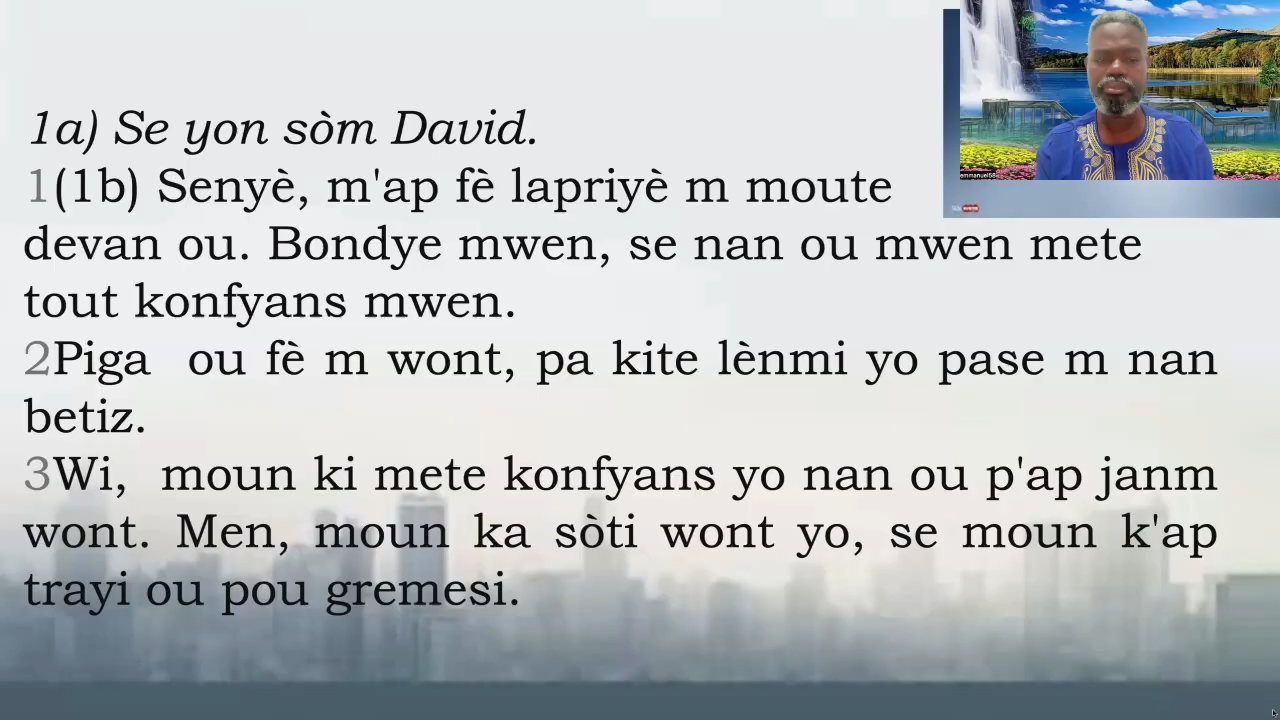 1a) Se yon sòm David.
1(1b) Senyè, m'ap fè lapriyè m moute
devan ou. Bondye mwen, se nan ou mwen mete
tout konfyans mwen.
2Piga ou fè m wont, pa kite lènmi yo pase m nan
betiz.
3Wi, moun ki mete konfyans yo nan ou p'ap janm
wont. Men, moun ka sòti wont yo, se moun k'ap
trayi ou pou gremesi.